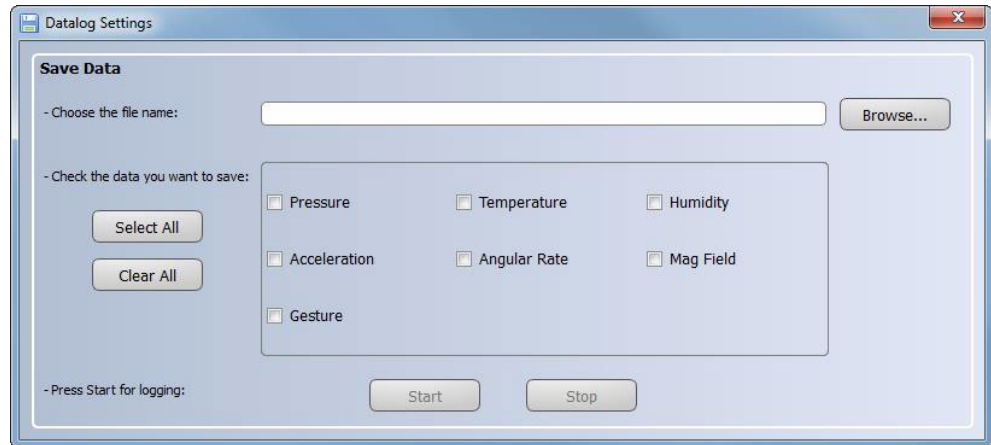 Datalog Settings
Save Data
- Choose the file name:
Browse...
- Check the data you want to save:
Select All
Clear All
Pressure Temperature Humidity
Acceleration Angular Rate Mag Field
Gesture
- Press Start for logging:
Start Stop